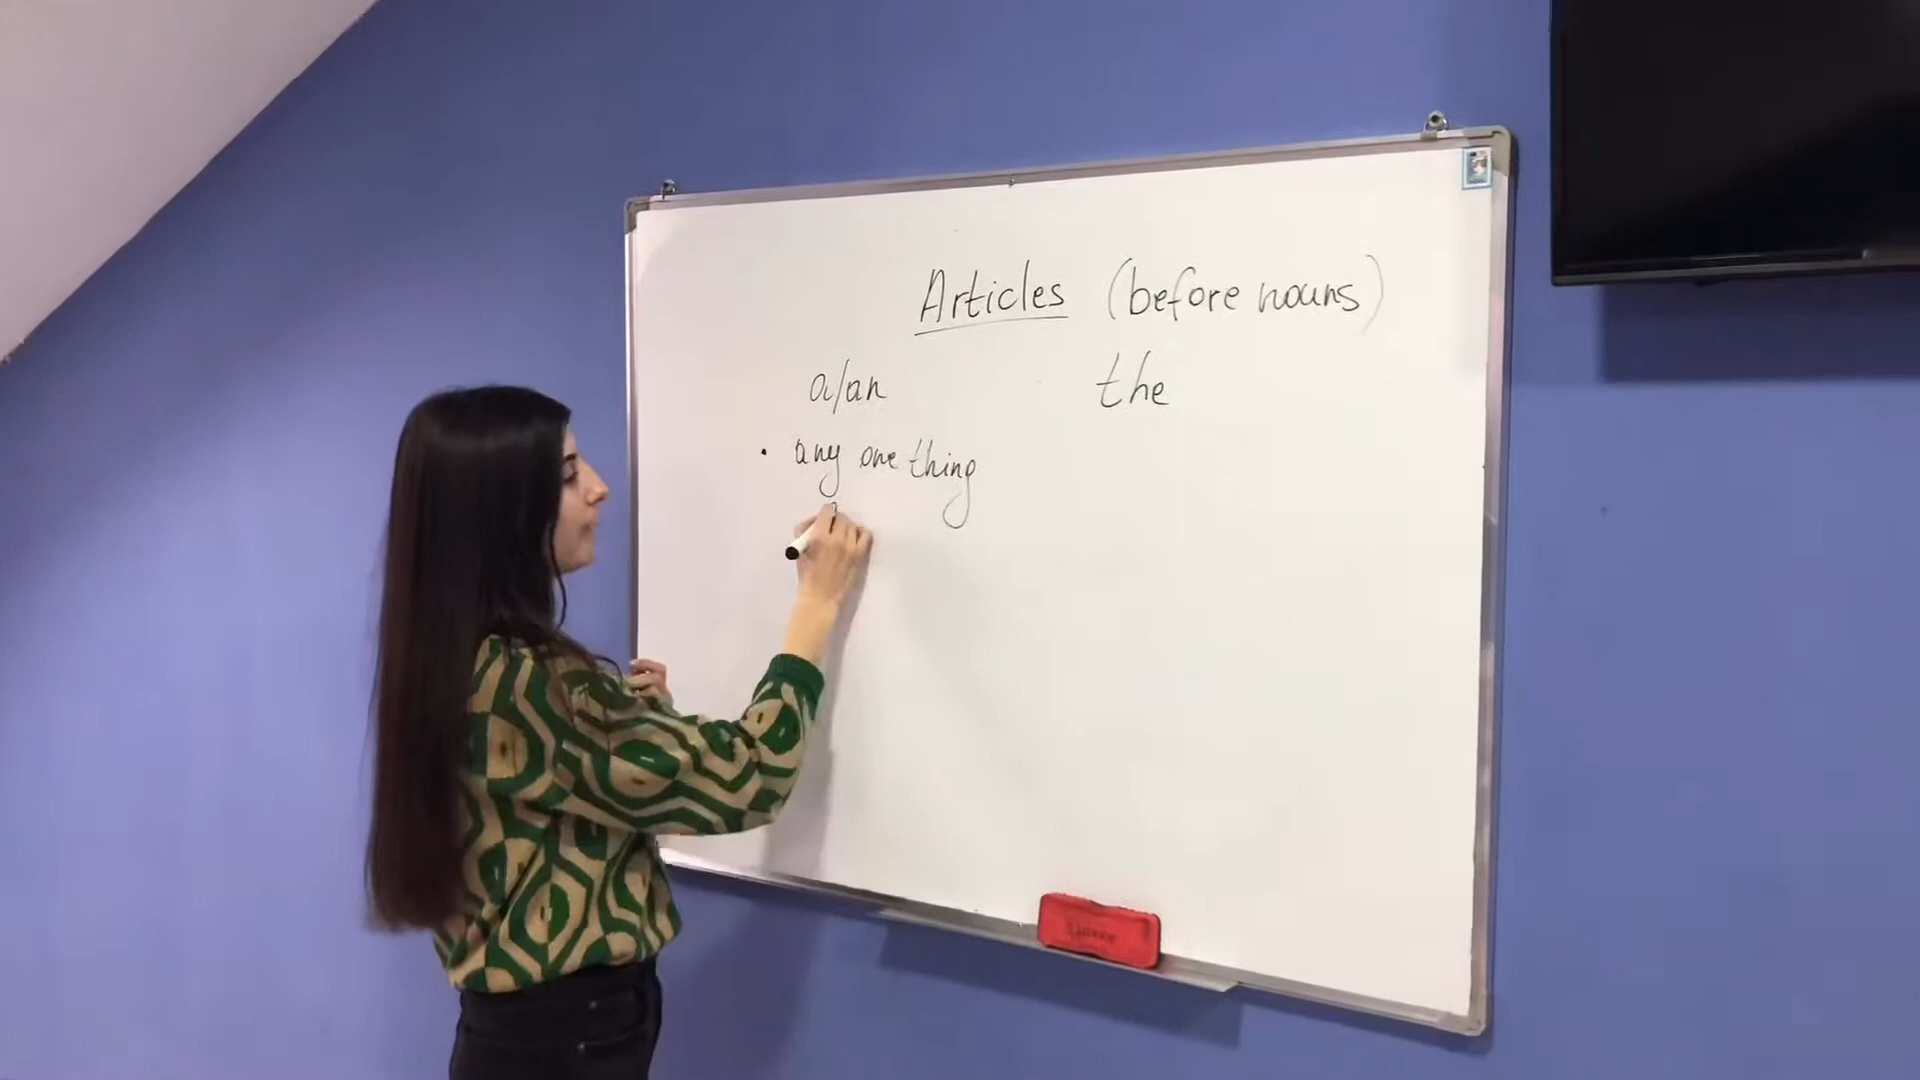 Articles (before nouns)
a/an the
· any one thing